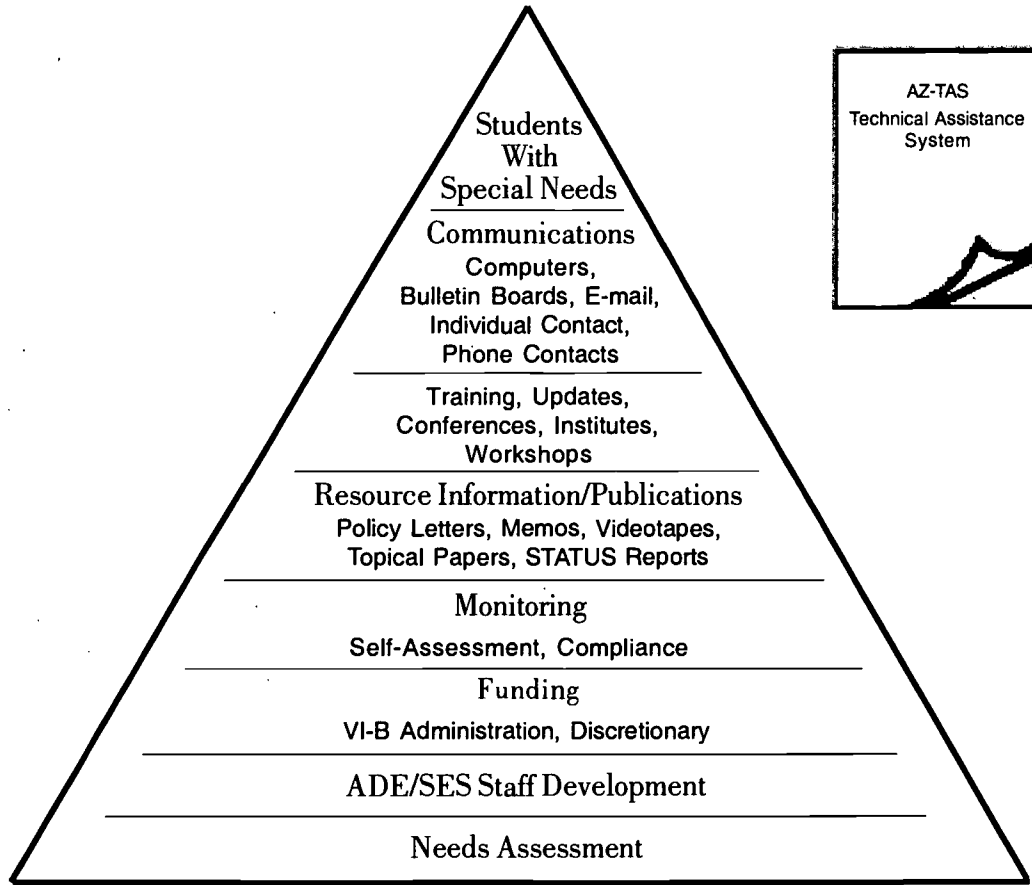 Students
With
Special Needs
Communications
Computers,
Bulletin Boards, E-mail,
Individual Contact,
Phone Contacts
Training, Updates,
Conferences, Institutes,
Workshops
Resource Information/Publications
Policy Letters, Memos, Videotapes,
Topical Papers, STATUS Reports
Monitoring
Self-Assessment, Compliance
Funding
VI-B Administration, Discretionary
ADE/SES Staff Development
Needs Assessment
AZ-TAS
Technical Assistance
System